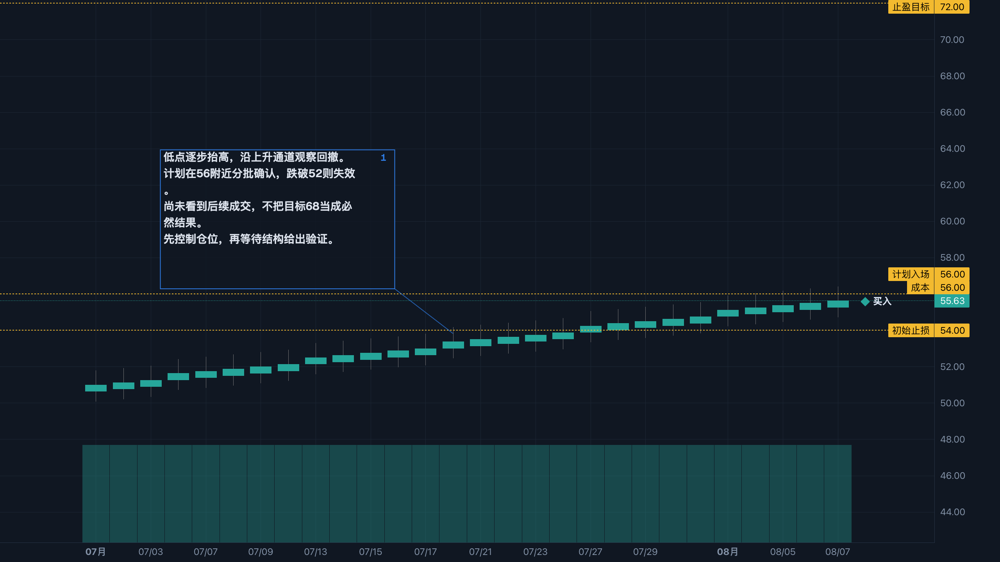 止盈目标 72.00
70.00
68.00
66.00
64.00
低点逐步抬高，沿上升通道观察回撤。 1
计划在56附近分批确认，跌破52则失效
。
尚未看到后续成交，不把目标68当成必
然结果。
先控制仓位，再等待结构给出验证。
62.00
60.00
58.00
计划入场 56.00
成本 56.00
买入 55.63
初始止损 54.00
52.00
50.00
48.00
46.00
44.00
07月 07/03 07/07 07/09 07/13 07/15 07/17 07/21 07/23 07/27 07/29 08月 08/05 08/07